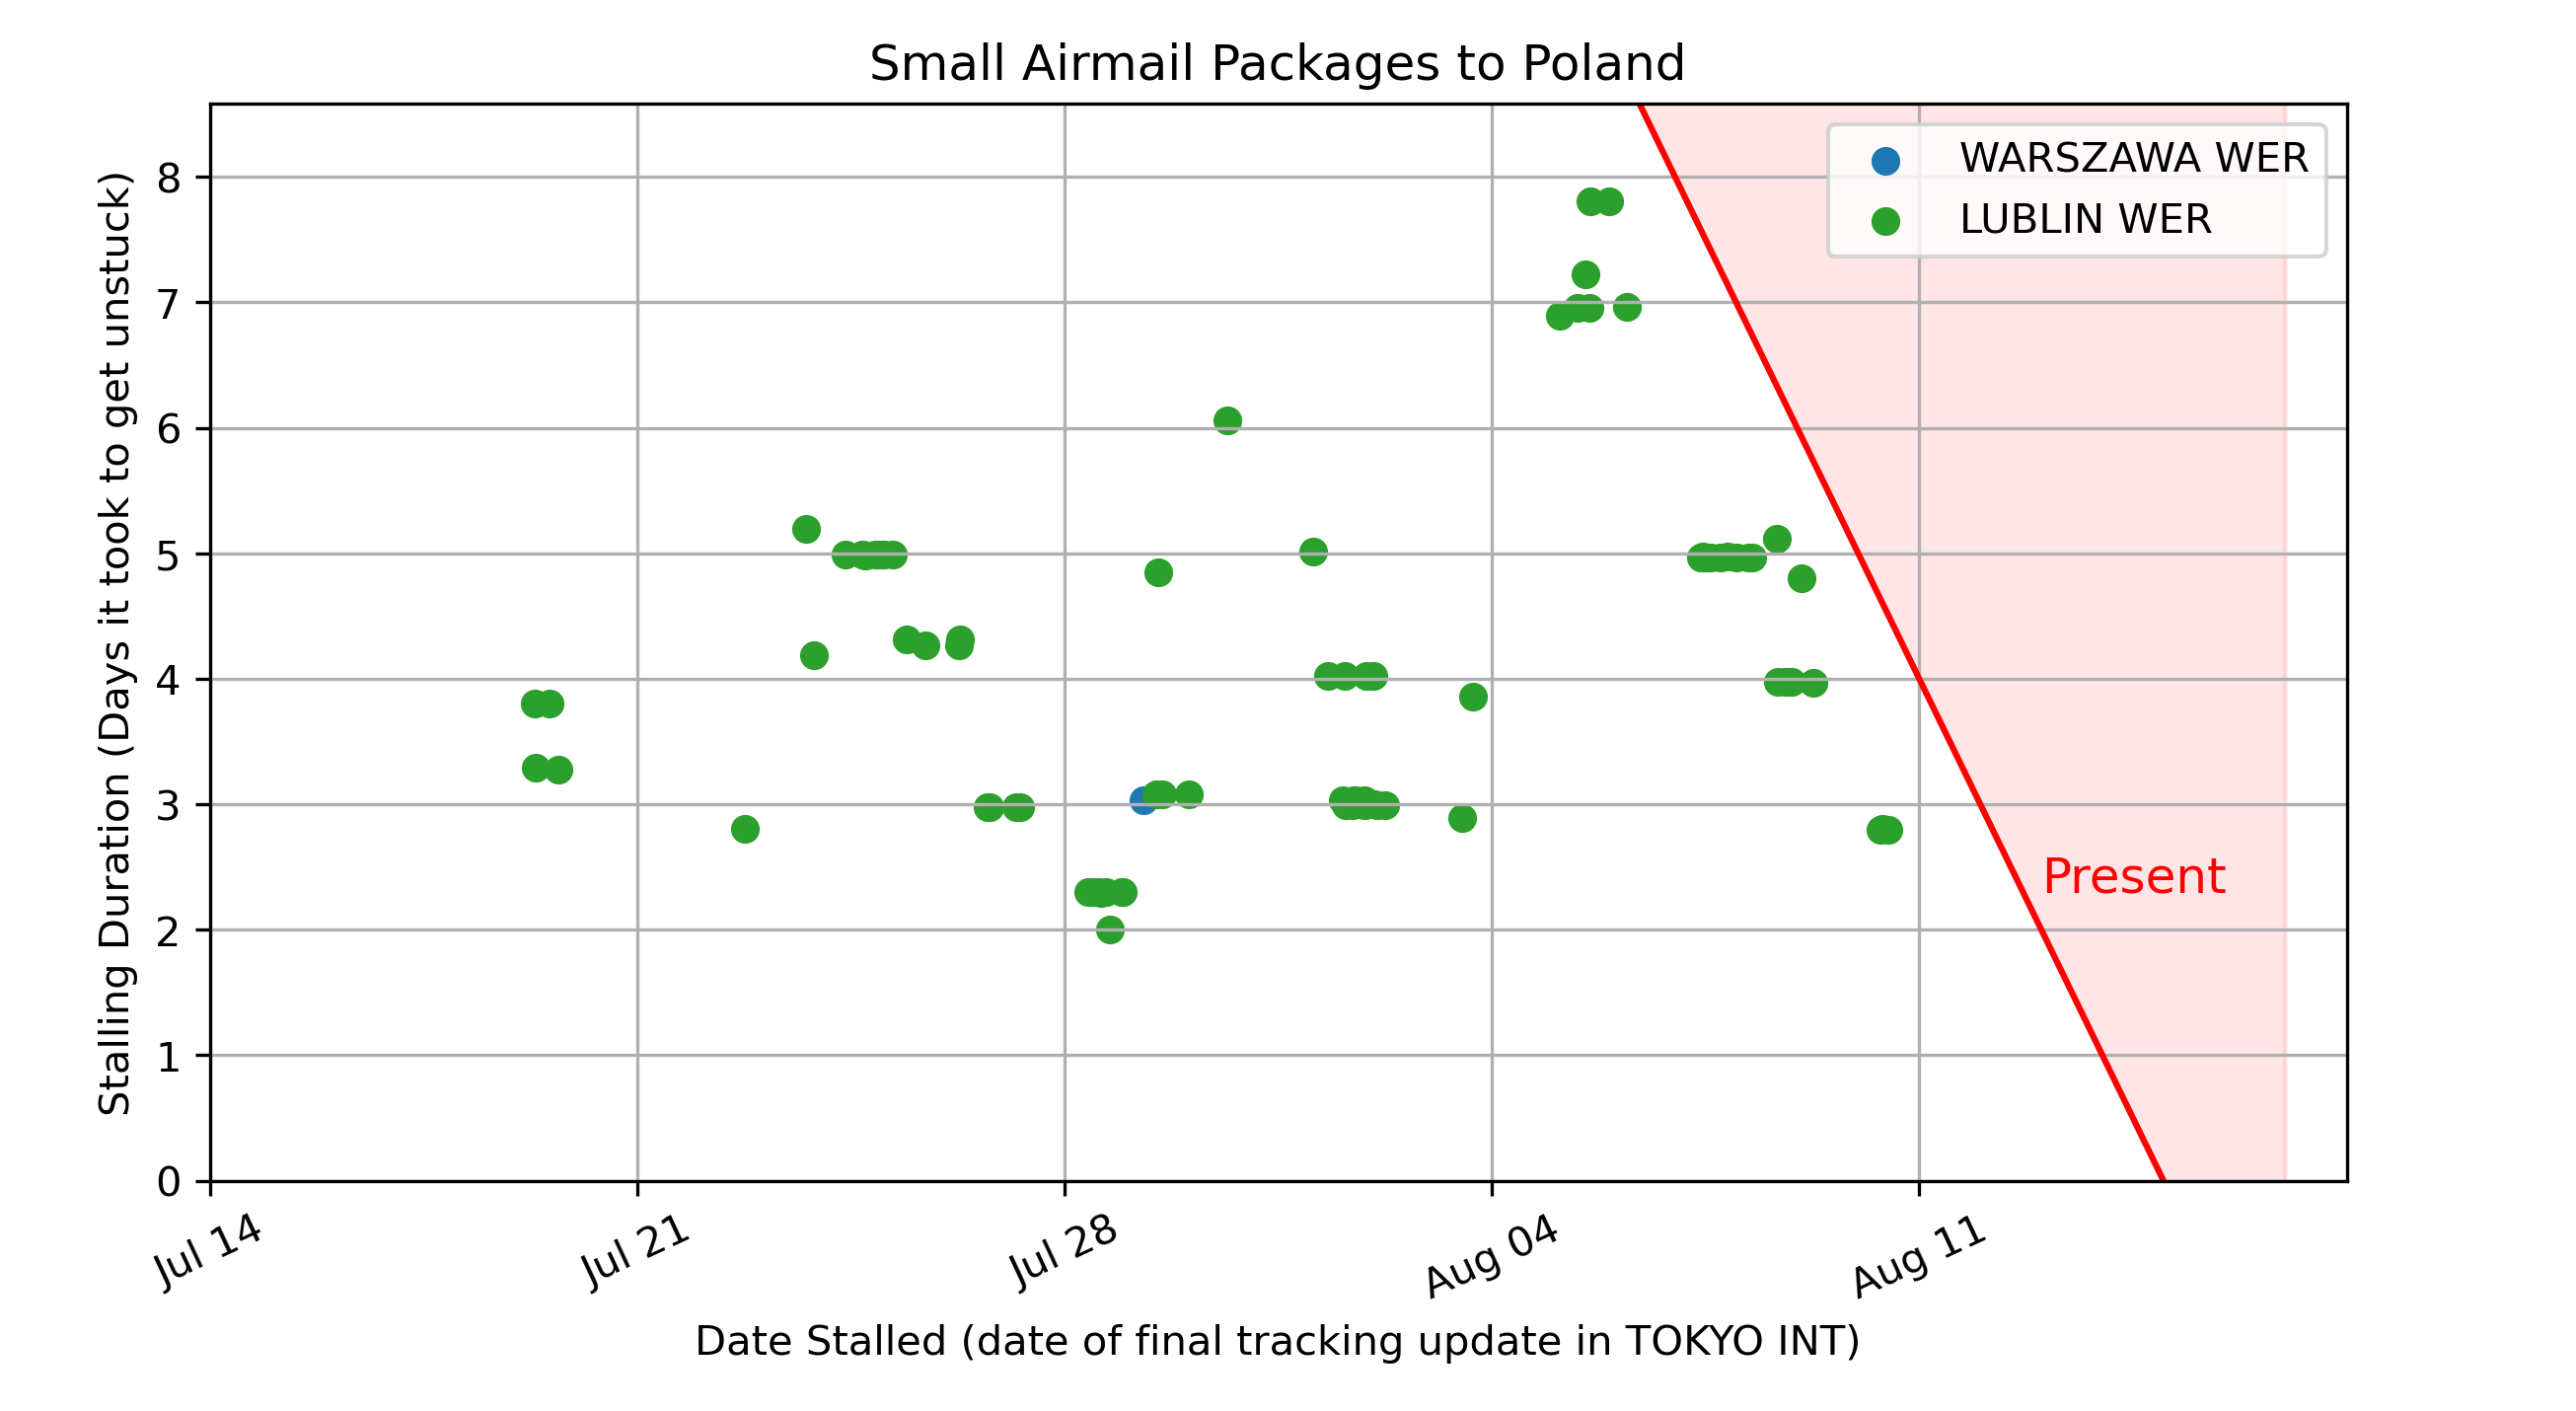 Small Airmail Packages to Poland
Stalling Duration (Days it took to get unstuck)
8
7
6
5
4
3
2
1
0
WARSZAWA WER
LUBLIN WER
Present
Jul 14
Jul 21
Jul 28
Aug 04
Aug 11
Date Stalled (date of final tracking update in TOKYO INT)